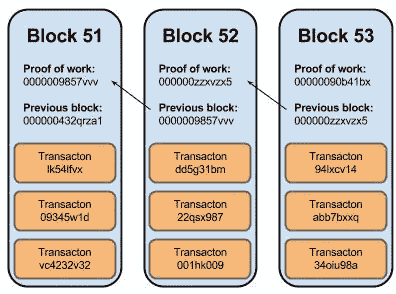 Block 51
Proof of work:
0000009857vvv
Previous block:
000000432qrza1
Transacton
lk54lfvx
Transacton
09345w1d
Transacton
vc4232v32
Block 52
Proof of work:
000000zzxvzx5
Previous block:
0000009857vvv
Transacton
dd5g31bm
Transacton
22qsx987
Transacton
001hk009
Block 53
Proof of work:
00000090b41bx
Previous block:
000000zzxvzx5
Transacton
94lxcv14
Transacton
abb7bxxq
Transacton
34oiu98a